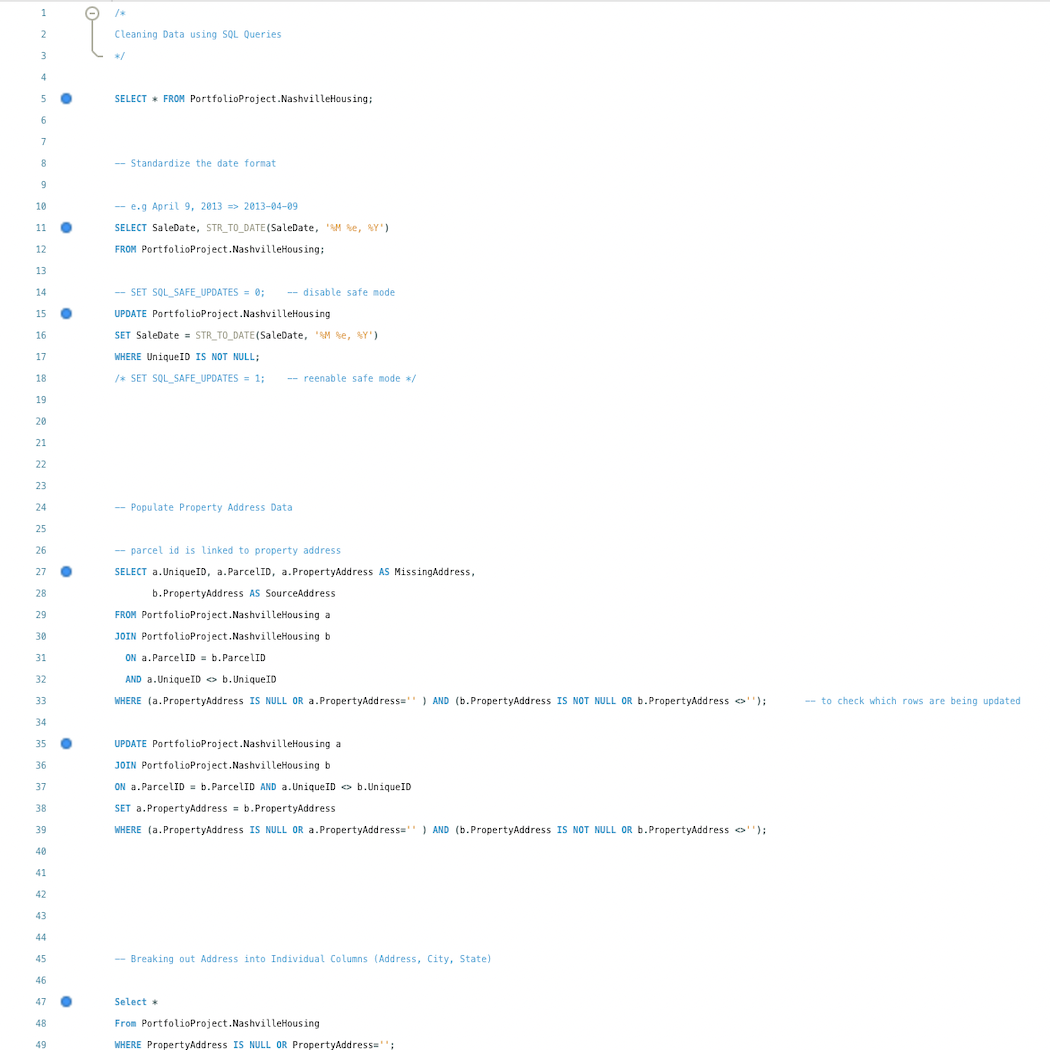 1 /*
2 Cleaning Data using SQL Queries
3 */
4
5 SELECT * FROM PortfolioProject.NashvilleHousing;
6
7
8 -- Standardize the date format
9
10 -- e.g April 9, 2013 => 2013-04-09
11 SELECT SaleDate, STR_TO_DATE(SaleDate, '%M %e, %Y')
12 FROM PortfolioProject.NashvilleHousing;
13
14 -- SET SQL_SAFE_UPDATES = 0;    -- disable safe mode
15 UPDATE PortfolioProject.NashvilleHousing
16 SET SaleDate = STR_TO_DATE(SaleDate, '%M %e, %Y')
17 WHERE UniqueID IS NOT NULL;
18 /* SET SQL_SAFE_UPDATES = 1;    -- reenable safe mode */
19
20
21
22
23
24 -- Populate Property Address Data
25
26 -- parcel id is linked to property address
27 SELECT a.UniqueID, a.ParcelID, a.PropertyAddress AS MissingAddress,
28        b.PropertyAddress AS SourceAddress
29 FROM PortfolioProject.NashvilleHousing a
30 JOIN PortfolioProject.NashvilleHousing b
31   ON a.ParcelID = b.ParcelID
32   AND a.UniqueID <> b.UniqueID
33 WHERE (a.PropertyAddress IS NULL OR a.PropertyAddress='' ) AND (b.PropertyAddress IS NOT NULL OR b.PropertyAddress <>'');       -- to check which rows are being updated
34
35 UPDATE PortfolioProject.NashvilleHousing a
36 JOIN PortfolioProject.NashvilleHousing b
37 ON a.ParcelID = b.ParcelID AND a.UniqueID <> b.UniqueID
38 SET a.PropertyAddress = b.PropertyAddress
39 WHERE (a.PropertyAddress IS NULL OR a.PropertyAddress='' ) AND (b.PropertyAddress IS NOT NULL OR b.PropertyAddress <>'');
40
41
42
43
44
45 -- Breaking out Address into Individual Columns (Address, City, State)
46
47 Select *
48 From PortfolioProject.NashvilleHousing
49 WHERE PropertyAddress IS NULL OR PropertyAddress='';